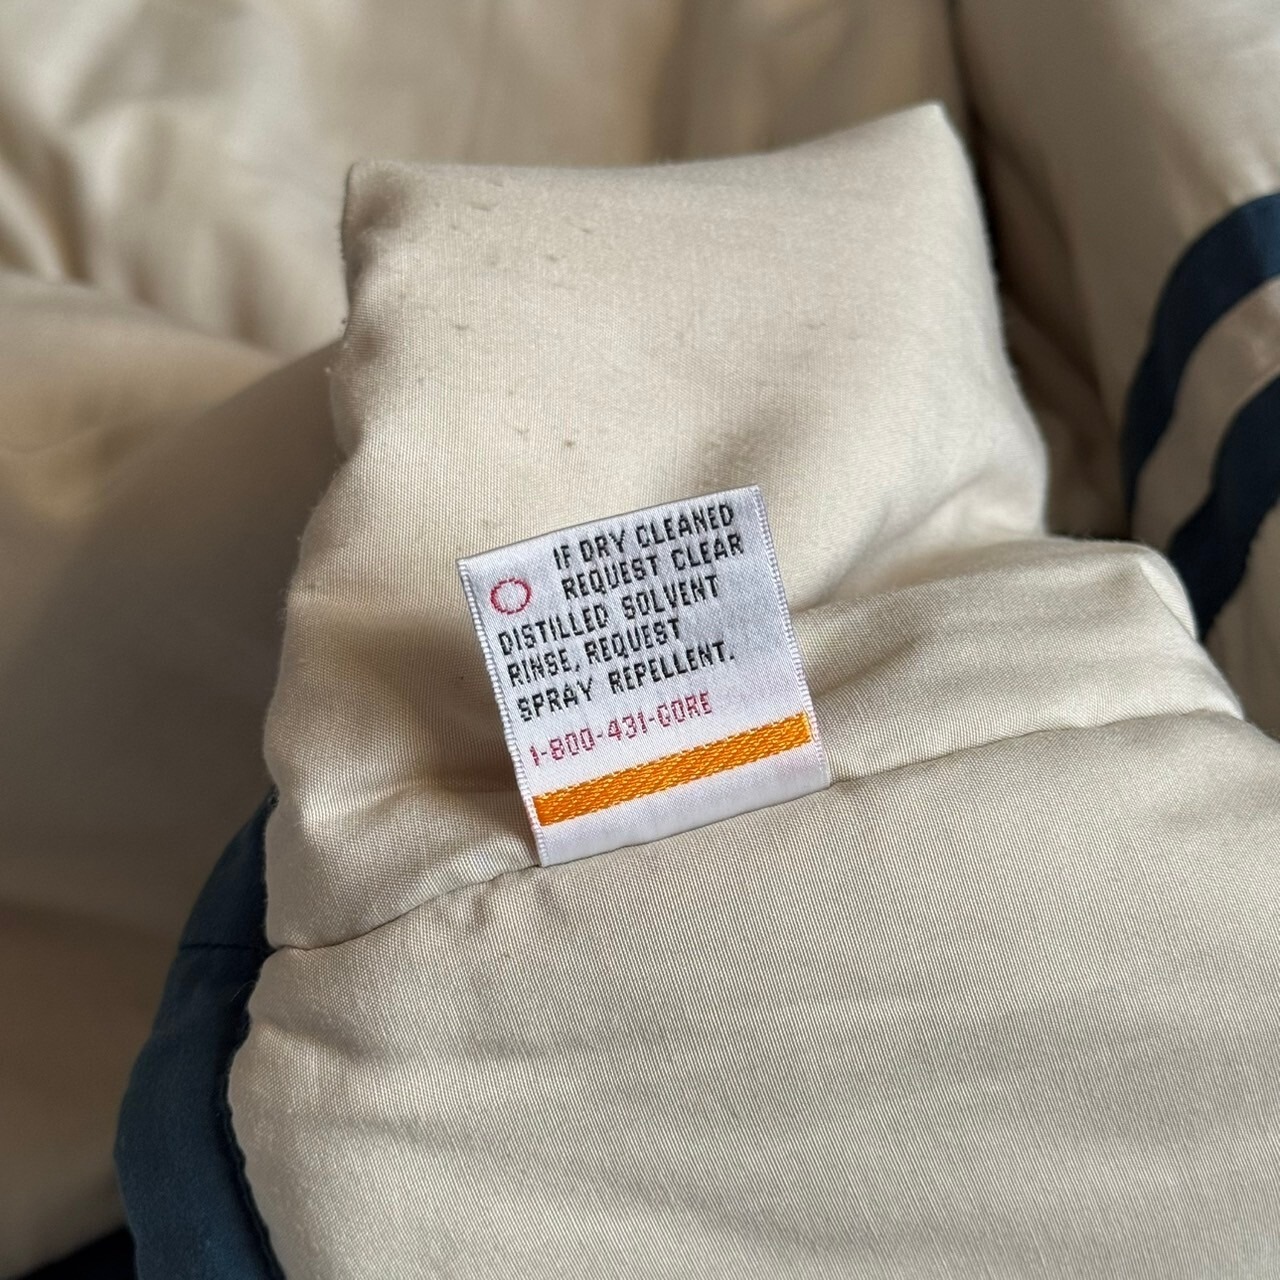 IF DRY CLEANED
REQUEST CLEAR
DISTILLED SOLVENT
RINSE, REQUEST
SPRAY REPELLENT.
1-800-431-GORE